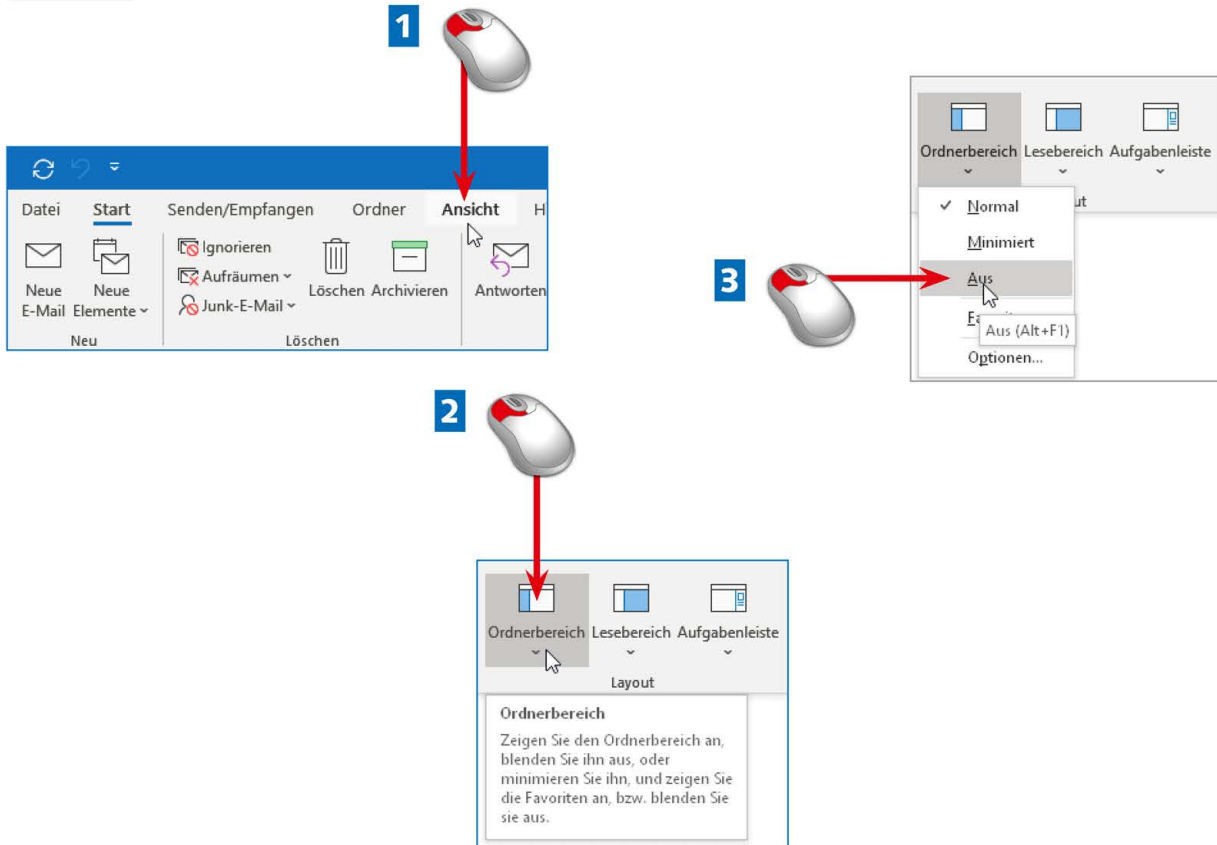 1
Datei Start Senden/Empfangen Ordner Ansicht H
Ignorieren
Aufräumen
Junk-E-Mail
Neue E-Mail
Neue Elemente
Löschen Archivieren
Antworten
Neu Löschen
3
Ordnerbereich Lesebereich Aufgabenleiste
ut
Normal
Minimiert
Aus
Aus (Alt+F1)
Optionen...
2
Ordnerbereich Lesebereich Aufgabenleiste
Layout
Ordnerbereich
Zeigen Sie den Ordnerbereich an,
blenden Sie ihn aus, oder
minimieren Sie ihn, und zeigen Sie
die Favoriten an, bzw. blenden Sie
sie aus.